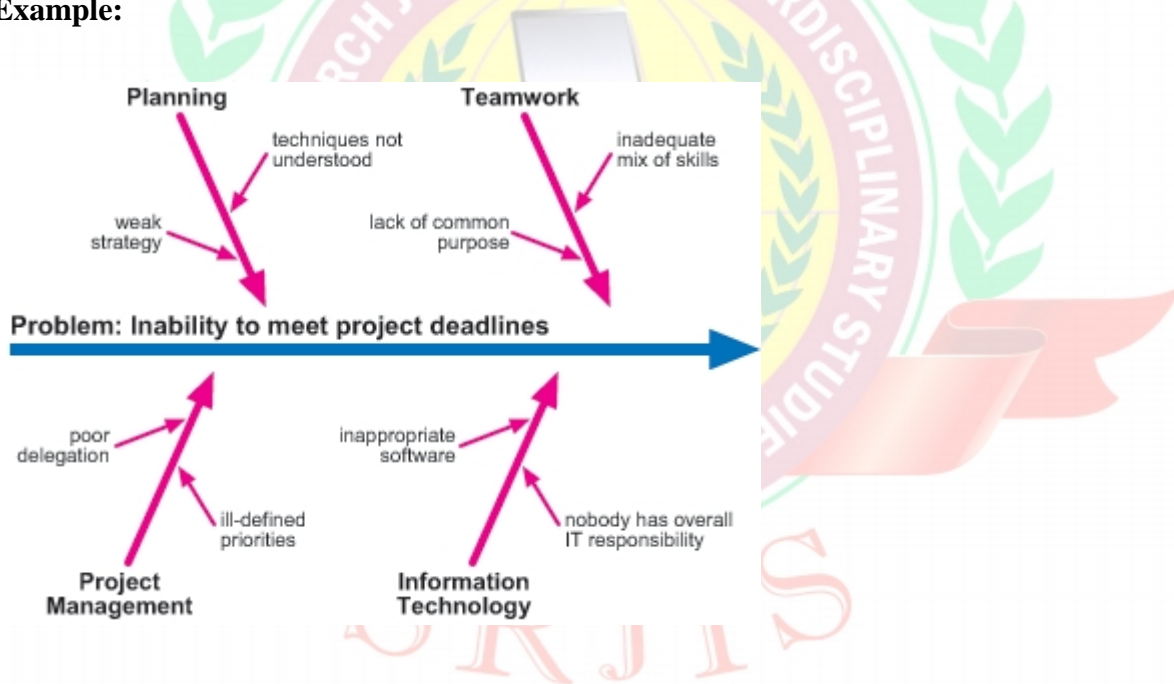 Example:
Planning
Teamwork
techniques not
understood
inadequate
mix of skills
weak
strategy
lack of common
purpose
Problem: Inability to meet project deadlines
poor
delegation
inappropriate
software
ill-defined
priorities
nobody has overall
IT responsibility
Project
Management
Information
Technology
SRJIS